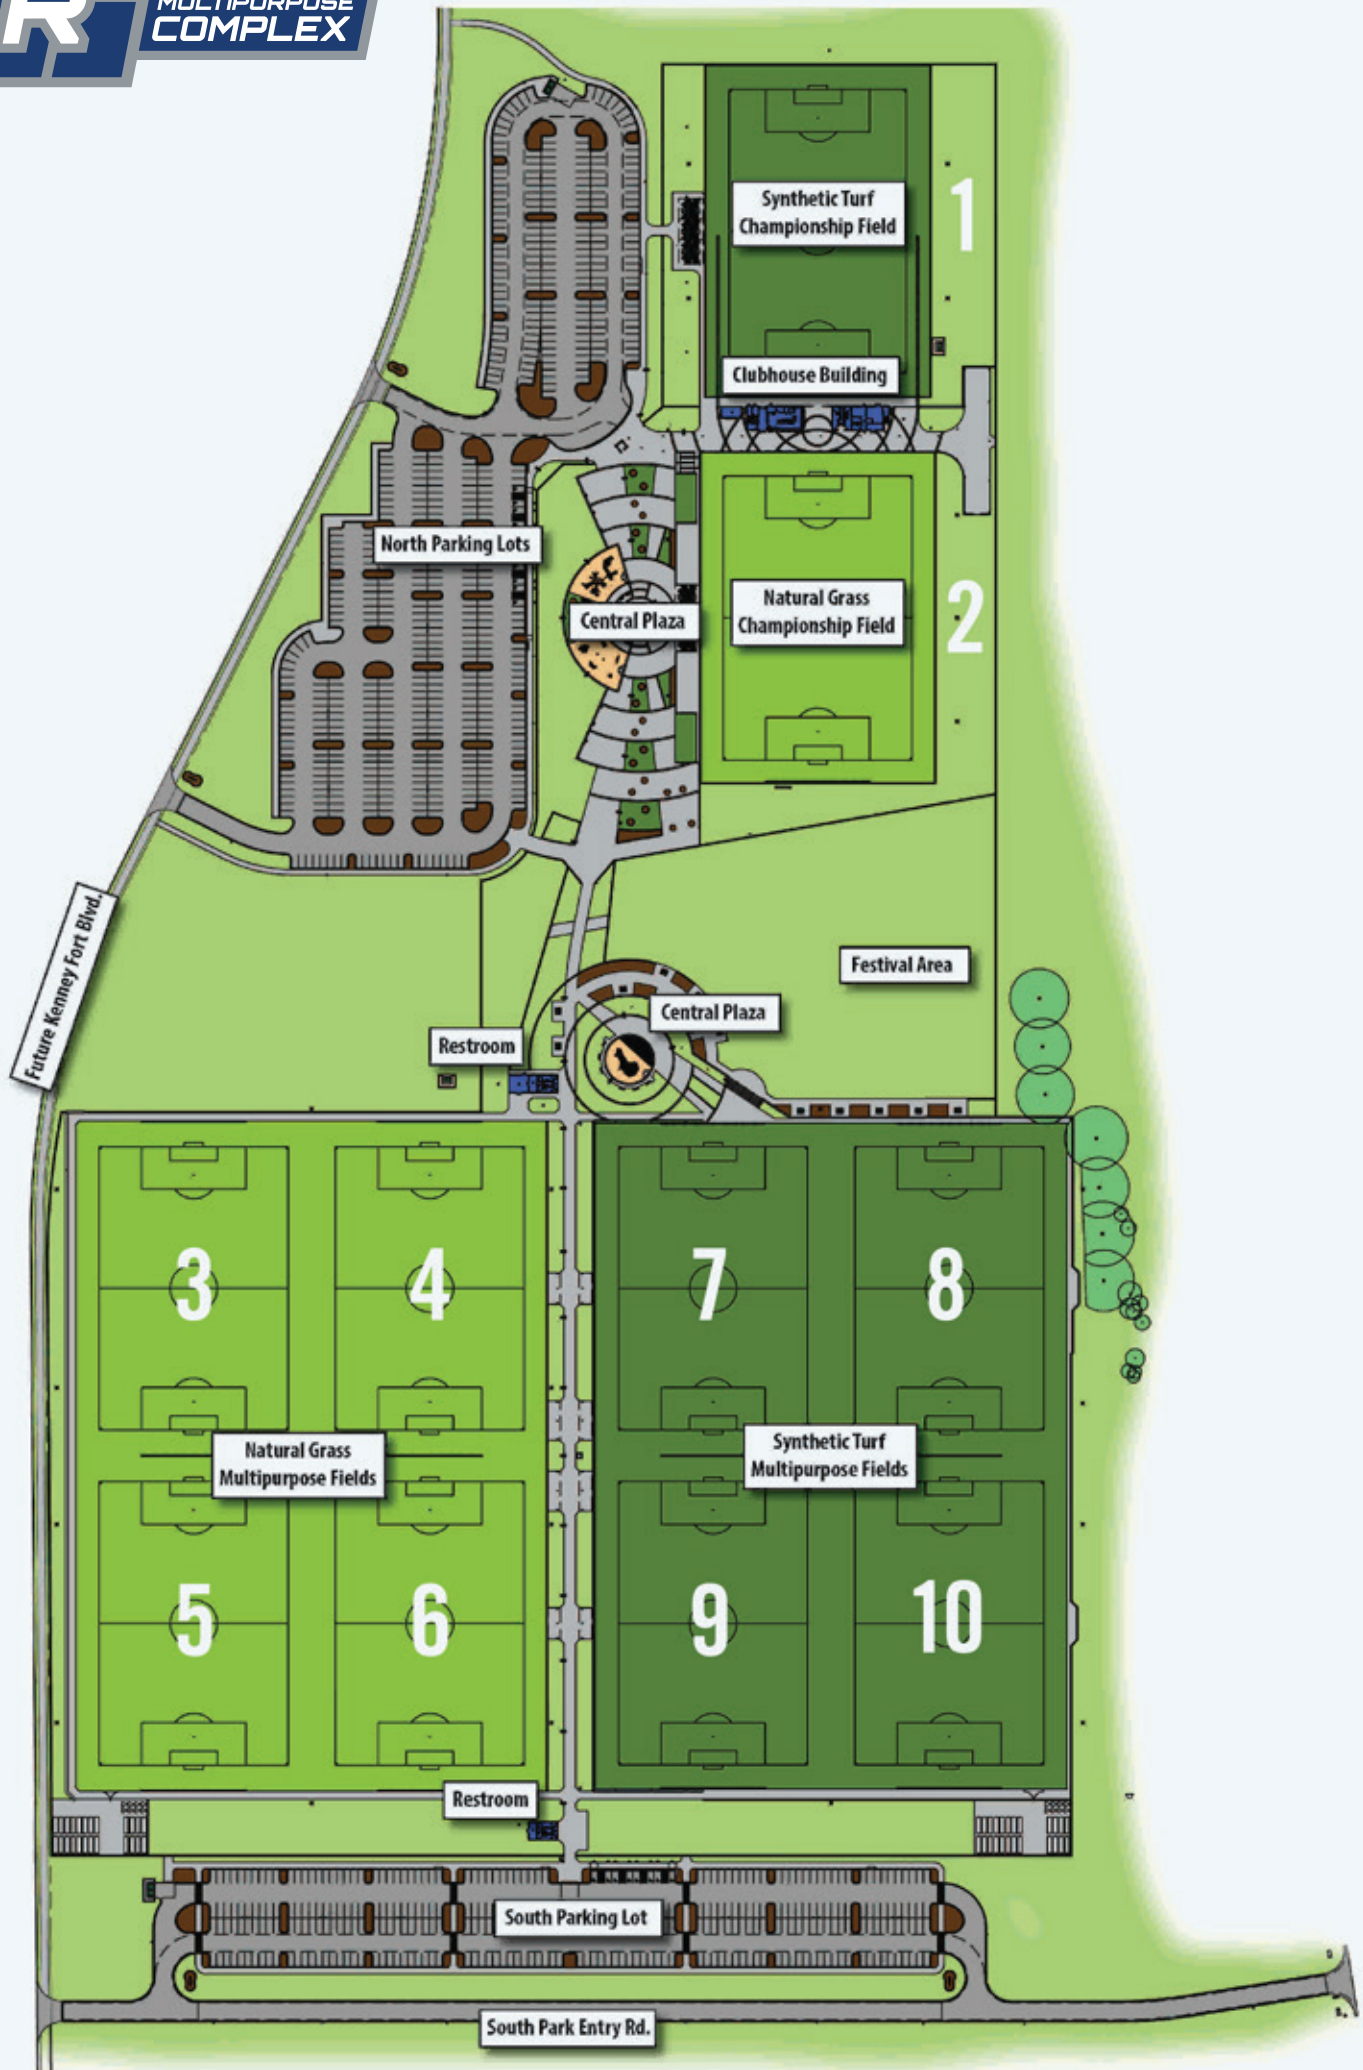 R
MULTIPURPOSE
COMPLEX
Synthetic Turf
Championship Field
1
Clubhouse Building
North Parking Lots
Central Plaza
Natural Grass
Championship Field
2
Future Kenney Fort Blvd.
Festival Area
Central Plaza
Restroom
3
4
7
8
Natural Grass
Multipurpose Fields
Synthetic Turf
Multipurpose Fields
5
6
9
10
Restroom
South Parking Lot
South Park Entry Rd.